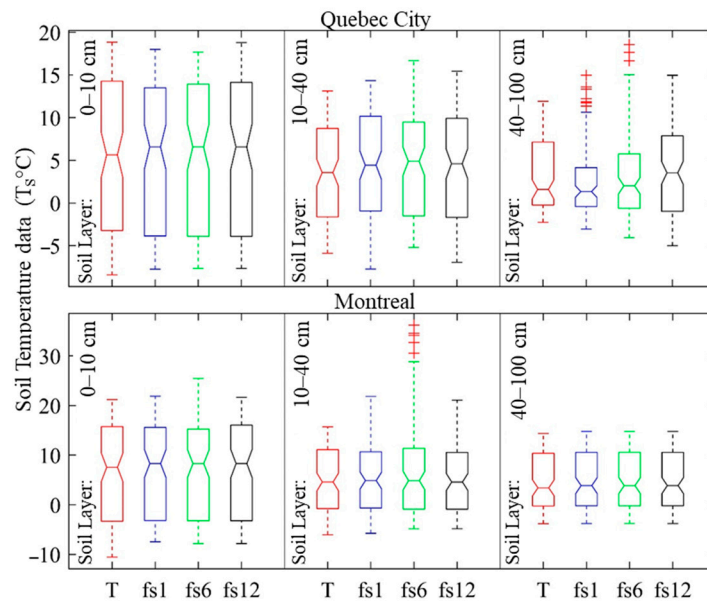 Quebec City
Soil Temperature data (Ts°C)
20
15
10
5
0
−5
Soil Layer: 0–10 cm
Soil Layer: 10–40 cm
Soil Layer: 40–100 cm
Montreal
30
20
10
0
−10
Soil Layer: 0–10 cm
Soil Layer: 10–40 cm
Soil Layer: 40–100 cm
T fs1 fs6 fs12 T fs1 fs6 fs12 T fs1 fs6 fs12